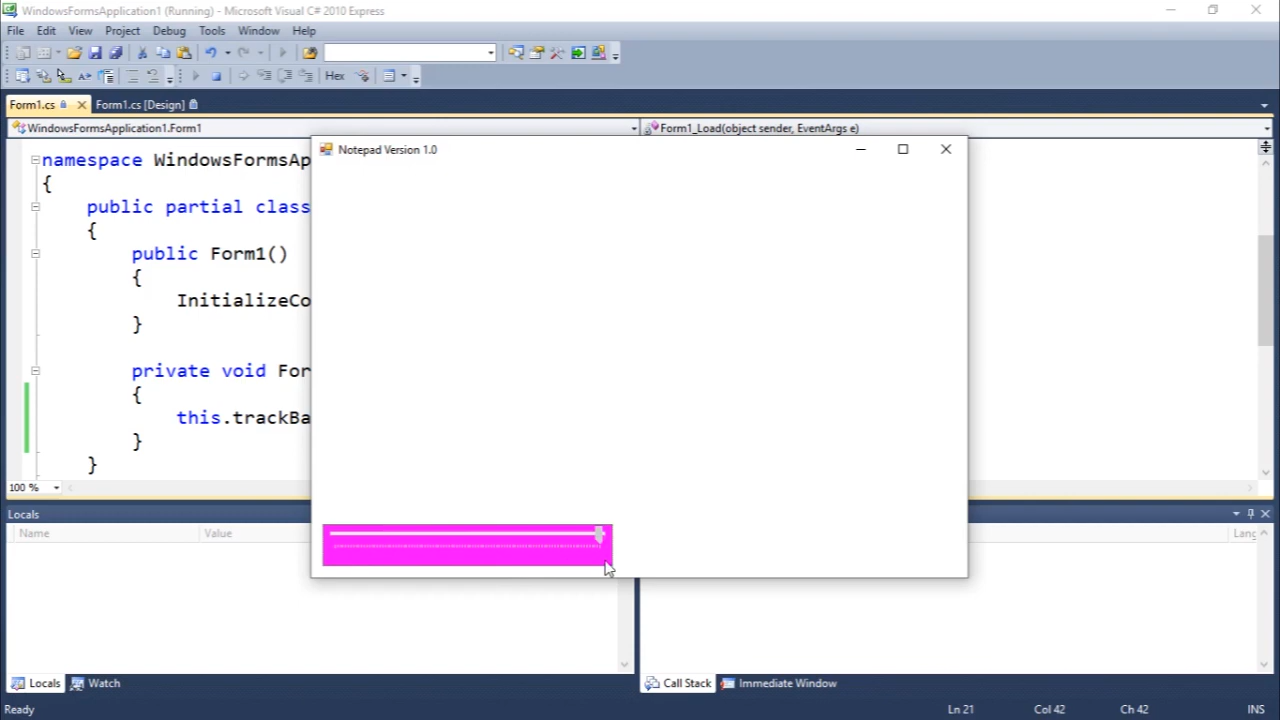 WindowsFormsApplication1 (Running) - Microsoft Visual C# 2010 Express
File Edit View Project Debug Tools Window Help
Hex
Form1.cs Form1.cs [Design]
WindowsFormsApplication1.Form1 Form1_Load(object sender, EventArgs e)
Notepad Version 1.0
namespace WindowsFormsAp
{
public partial class
{
public Form1()
{
InitializeCo
}
private void For
{
this.trackBa
}
}
100 %
Locals
Name Value Lang
Locals Watch Call Stack Immediate Window
Ready Ln 21 Col 42 Ch 42 INS